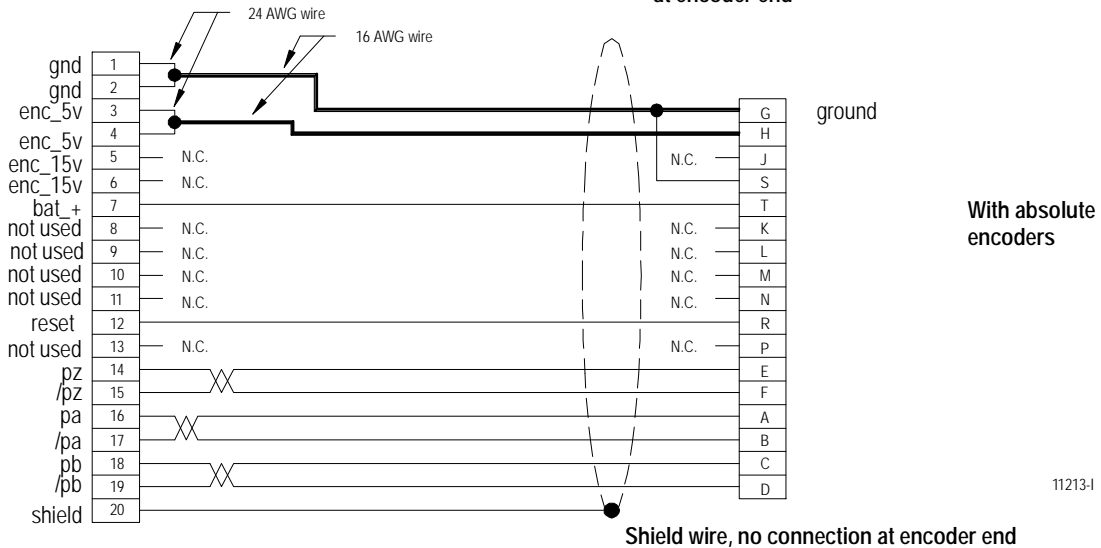 at encoder end
24 AWG wire
16 AWG wire
gnd 1
gnd 2
enc_5v 3 G ground
enc_5v 4 H
enc_15v 5 N.C. N.C. J
enc_15v 6 N.C. S
bat_+ 7 T
not used 8 N.C. N.C. K
not used 9 N.C. N.C. L
not used 10 N.C. N.C. M
not used 11 N.C. N.C. N
reset 12 R
not used 13 N.C. N.C. P
pz 14 E
/pz 15 F
pa 16 A
/pa 17 B
pb 18 C
/pb 19 D
shield 20
With absolute
encoders
11213-I
Shield wire, no connection at encoder end